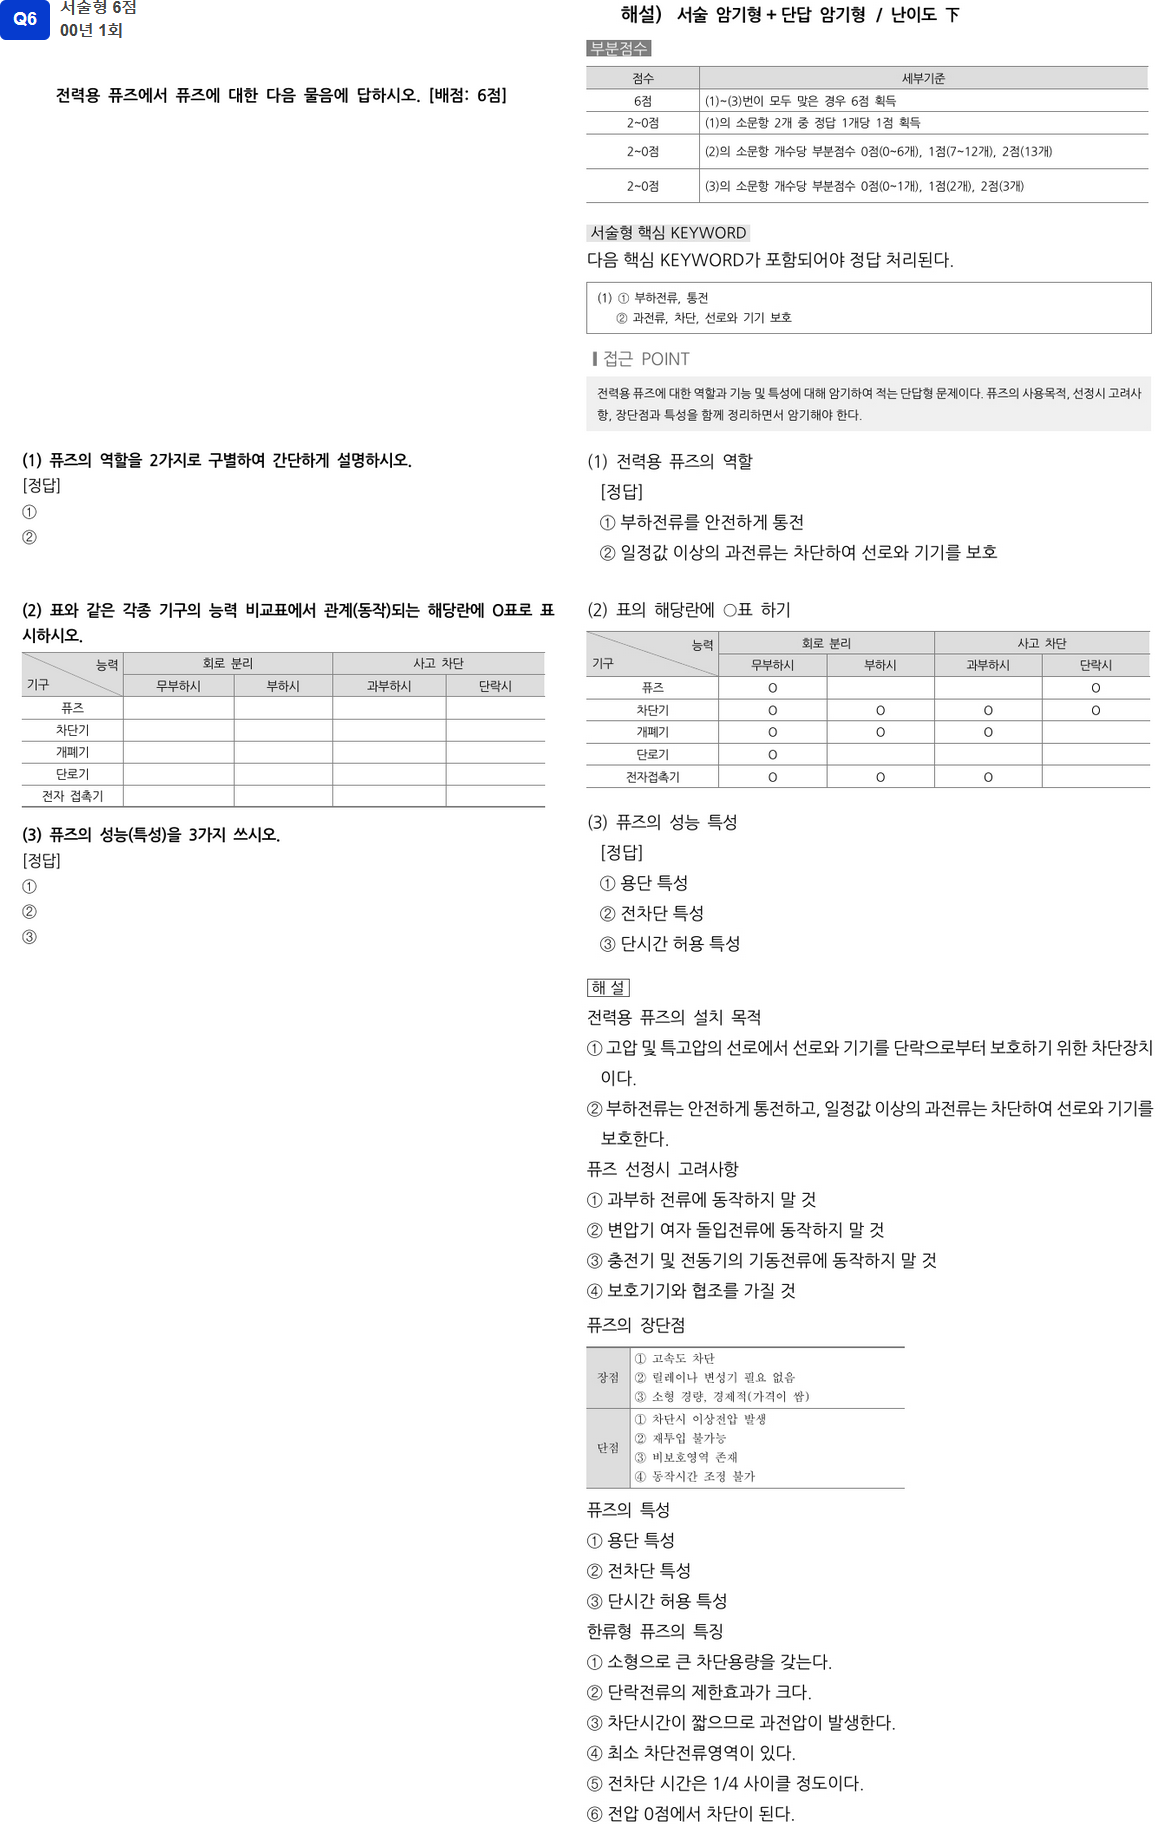 Q6
서술형 6점
00년 1회
전력용 퓨즈에서 퓨즈에 대한 다음 물음에 답하시오. [배점: 6점]
(1) 퓨즈의 역할을 2가지로 구별하여 간단하게 설명하시오.
[정답]
①
②
(2) 표와 같은 각종 기구의 능력 비교표에서 관계(동작)되는 해당란에 O표로 표
시하시오.
능력 회로 분리 사고 차단
기구 무부하시 부하시 과부하시 단락시
퓨즈
차단기
개폐기
단로기
전자 접촉기
(3) 퓨즈의 성능(특성)을 3가지 쓰시오.
[정답]
①
②
③
해설) 서술 암기형 + 단답 암기형 / 난이도 下
부분점수
점수 세부기준
6점 (1)~(3)번이 모두 맞은 경우 6점 획득
2~0점 (1)의 소문항 2개 중 정답 1개당 1점 획득
2~0점 (2)의 소문항 개수당 부분점수 0점(0~6개), 1점(7~12개), 2점(13개)
2~0점 (3)의 소문항 개수당 부분점수 0점(0~1개), 1점(2개), 2점(3개)
서술형 핵심 KEYWORD
다음 핵심 KEYWORD가 포함되어야 정답 처리된다.
(1) ① 부하전류, 통전
② 과전류, 차단, 선로와 기기 보호
접근 POINT
전력용 퓨즈에 대한 역할과 기능 및 특성에 대해 암기하여 적는 단답형 문제이다. 퓨즈의 사용목적, 선정시 고려사
항, 장단점과 특성을 함께 정리하면서 암기해야 한다.
(1) 전력용 퓨즈의 역할
[정답]
① 부하전류를 안전하게 통전
② 일정값 이상의 과전류는 차단하여 선로와 기기를 보호
(2) 표의 해당란에 ○표 하기
능력 회로 분리 사고 차단
기구 무부하시 부하시 과부하시 단락시
퓨즈 O O
차단기 O O O O
개폐기 O O O
단로기 O
전자접촉기 O O O
(3) 퓨즈의 성능 특성
[정답]
① 용단 특성
② 전차단 특성
③ 단시간 허용 특성
해 설
전력용 퓨즈의 설치 목적
① 고압 및 특고압의 선로에서 선로와 기기를 단락으로부터 보호하기 위한 차단장치
이다.
② 부하전류는 안전하게 통전하고, 일정값 이상의 과전류는 차단하여 선로와 기기를
보호한다.
퓨즈 선정시 고려사항
① 과부하 전류에 동작하지 말 것
② 변압기 여자 돌입전류에 동작하지 말 것
③ 충전기 및 전동기의 기동전류에 동작하지 말 것
④ 보호기기와 협조를 가질 것
퓨즈의 장단점
장점
① 고속도 차단
② 릴레이나 변성기 필요 없음
③ 소형 경량, 경제적(가격이 쌈)
단점
① 차단시 이상전압 발생
② 재투입 불가능
③ 비보호영역 존재
④ 동작시간 조정 불가
퓨즈의 특성
① 용단 특성
② 전차단 특성
③ 단시간 허용 특성
한류형 퓨즈의 특징
① 소형으로 큰 차단용량을 갖는다.
② 단락전류의 제한효과가 크다.
③ 차단시간이 짧으므로 과전압이 발생한다.
④ 최소 차단전류영역이 있다.
⑤ 전차단 시간은 1/4 사이클 정도이다.
⑥ 전압 0점에서 차단이 된다.